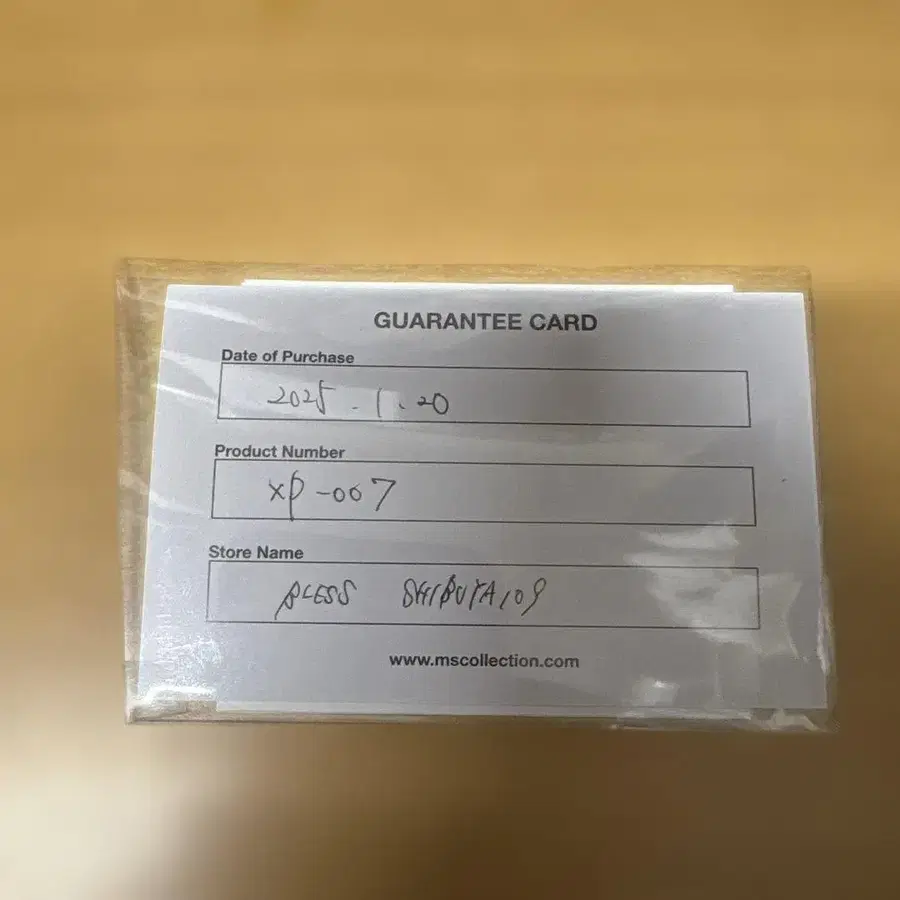 GUARANTEE CARD
Date of Purchase
2025.1.20
Product Number
XP-007
Store Name
BLESS SHIBUYA109
www.mscollection.com